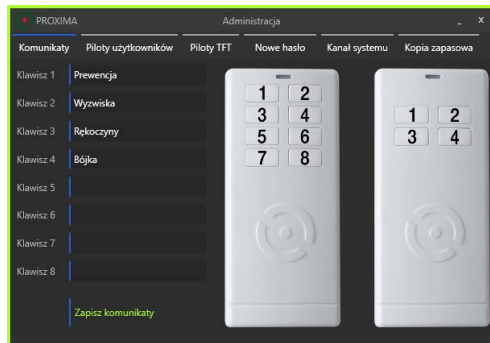 PROXIMA Administracja _ X
Komunikaty Piloty użytkowników Piloty TFT Nowe hasło Kanał systemu Kopia zapasowa
Klawisz 1 Prewencja
Klawisz 2 Wyzwiska
Klawisz 3 Rękoczyny
Klawisz 4 Bójka
Klawisz 5
Klawisz 6
Klawisz 7
Klawisz 8
Zapisz komunikaty
1 2
3 4
5 6
7 8
1 2
3 4